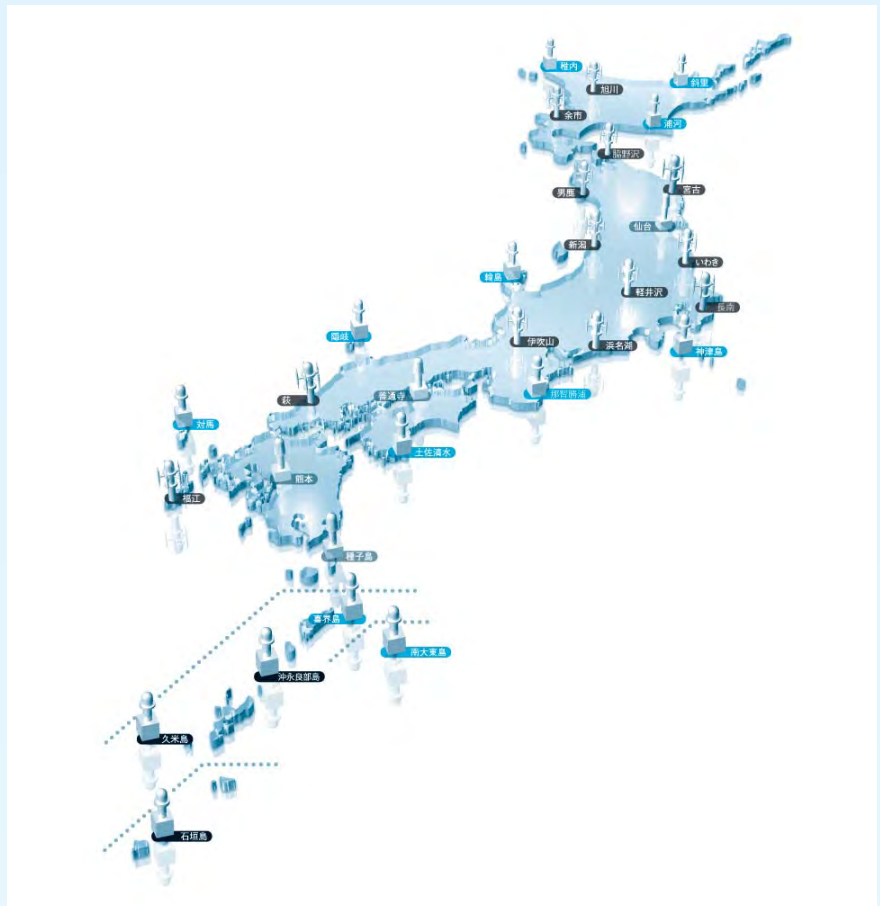 稚内
斜里
旭川
余市
浦河
脇野沢
宮古
男鹿
仙台
新潟
いわき
輪島
軽井沢
長南
隠岐
伊吹山
浜名湖
神津島
萩
善通寺
那智勝浦
対馬
土佐清水
熊本
福江
種子島
喜界島
南大東島
沖永良部島
久米島
石垣島